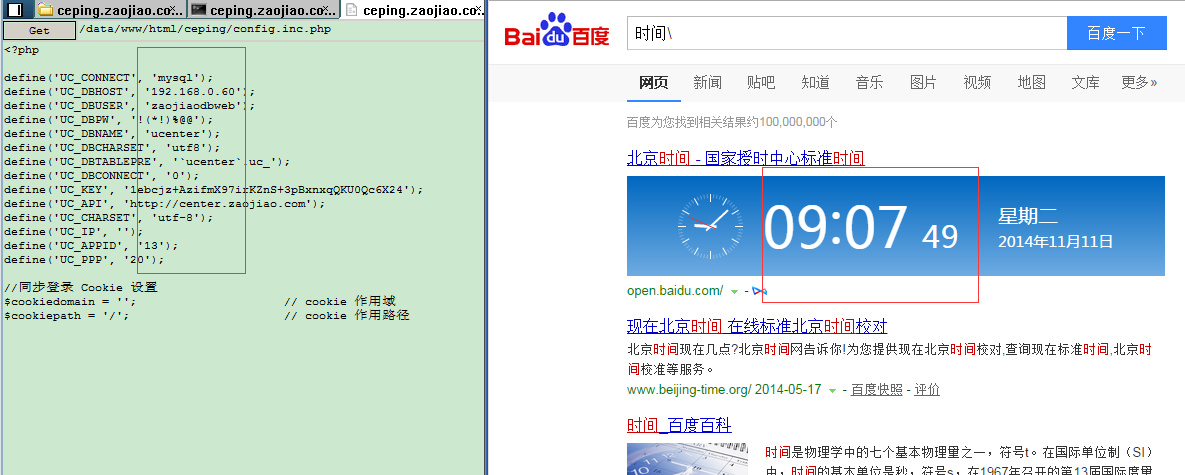 ceping.zaojiao.co.
ceping.zaojiao.co.
ceping.zaojiao.co.
Get
/data/www/html/ceping/config.inc.php
<?php
define('UC_CONNECT', 'mysql');
define('UC_DBHOST', '192.168.0.60');
define('UC_DBUSER', 'zaojiaodbweb');
define('UC_DBPW', '!(*!)%@@');
define('UC_DBNAME', 'ucenter');
define('UC_DBCHARSET', 'utf8');
define('UC_DBTABLEPRE', '`ucenter`.uc_');
define('UC_DBCONNECT', '0');
define('UC_KEY', '1ebcjz+AzifmX97irKZnS+3pBxnxqQKU0Qc6X24');
define('UC_API', 'http://center.zaojiao.com');
define('UC_CHARSET', 'utf-8');
define('UC_IP', '');
define('UC_APPID', '13');
define('UC_PPP', '20');
//同步登录 Cookie 设置
$cookiedomain = ''; // cookie 作用域
$cookiepath = '/'; // cookie 作用路径
Bai du 百度
时间\
百度一下
网页 新闻 贴吧 知道 音乐 图片 视频 地图 文库 更多»
百度为您找到相关结果约100,000,000个
北京时间 - 国家授时中心标准时间
09:07 49
星期二
2014年11月11日
open.baidu.com/ -
现在北京时间 在线标准北京时间校对
北京时间现在几点?北京时间网告诉你!为您提供现在北京时间校对,查询现在标准时间,北京时
间校准等服务。
www.beijing-time.org/ 2014-05-17 - 百度快照 - 评价
时间_百度百科
时间是物理学中的七个基本物理量之一，符号t。在国际单位制（SI）
中，时间的基本单位是秒，符号s，在1967年召开的第13届国际度量